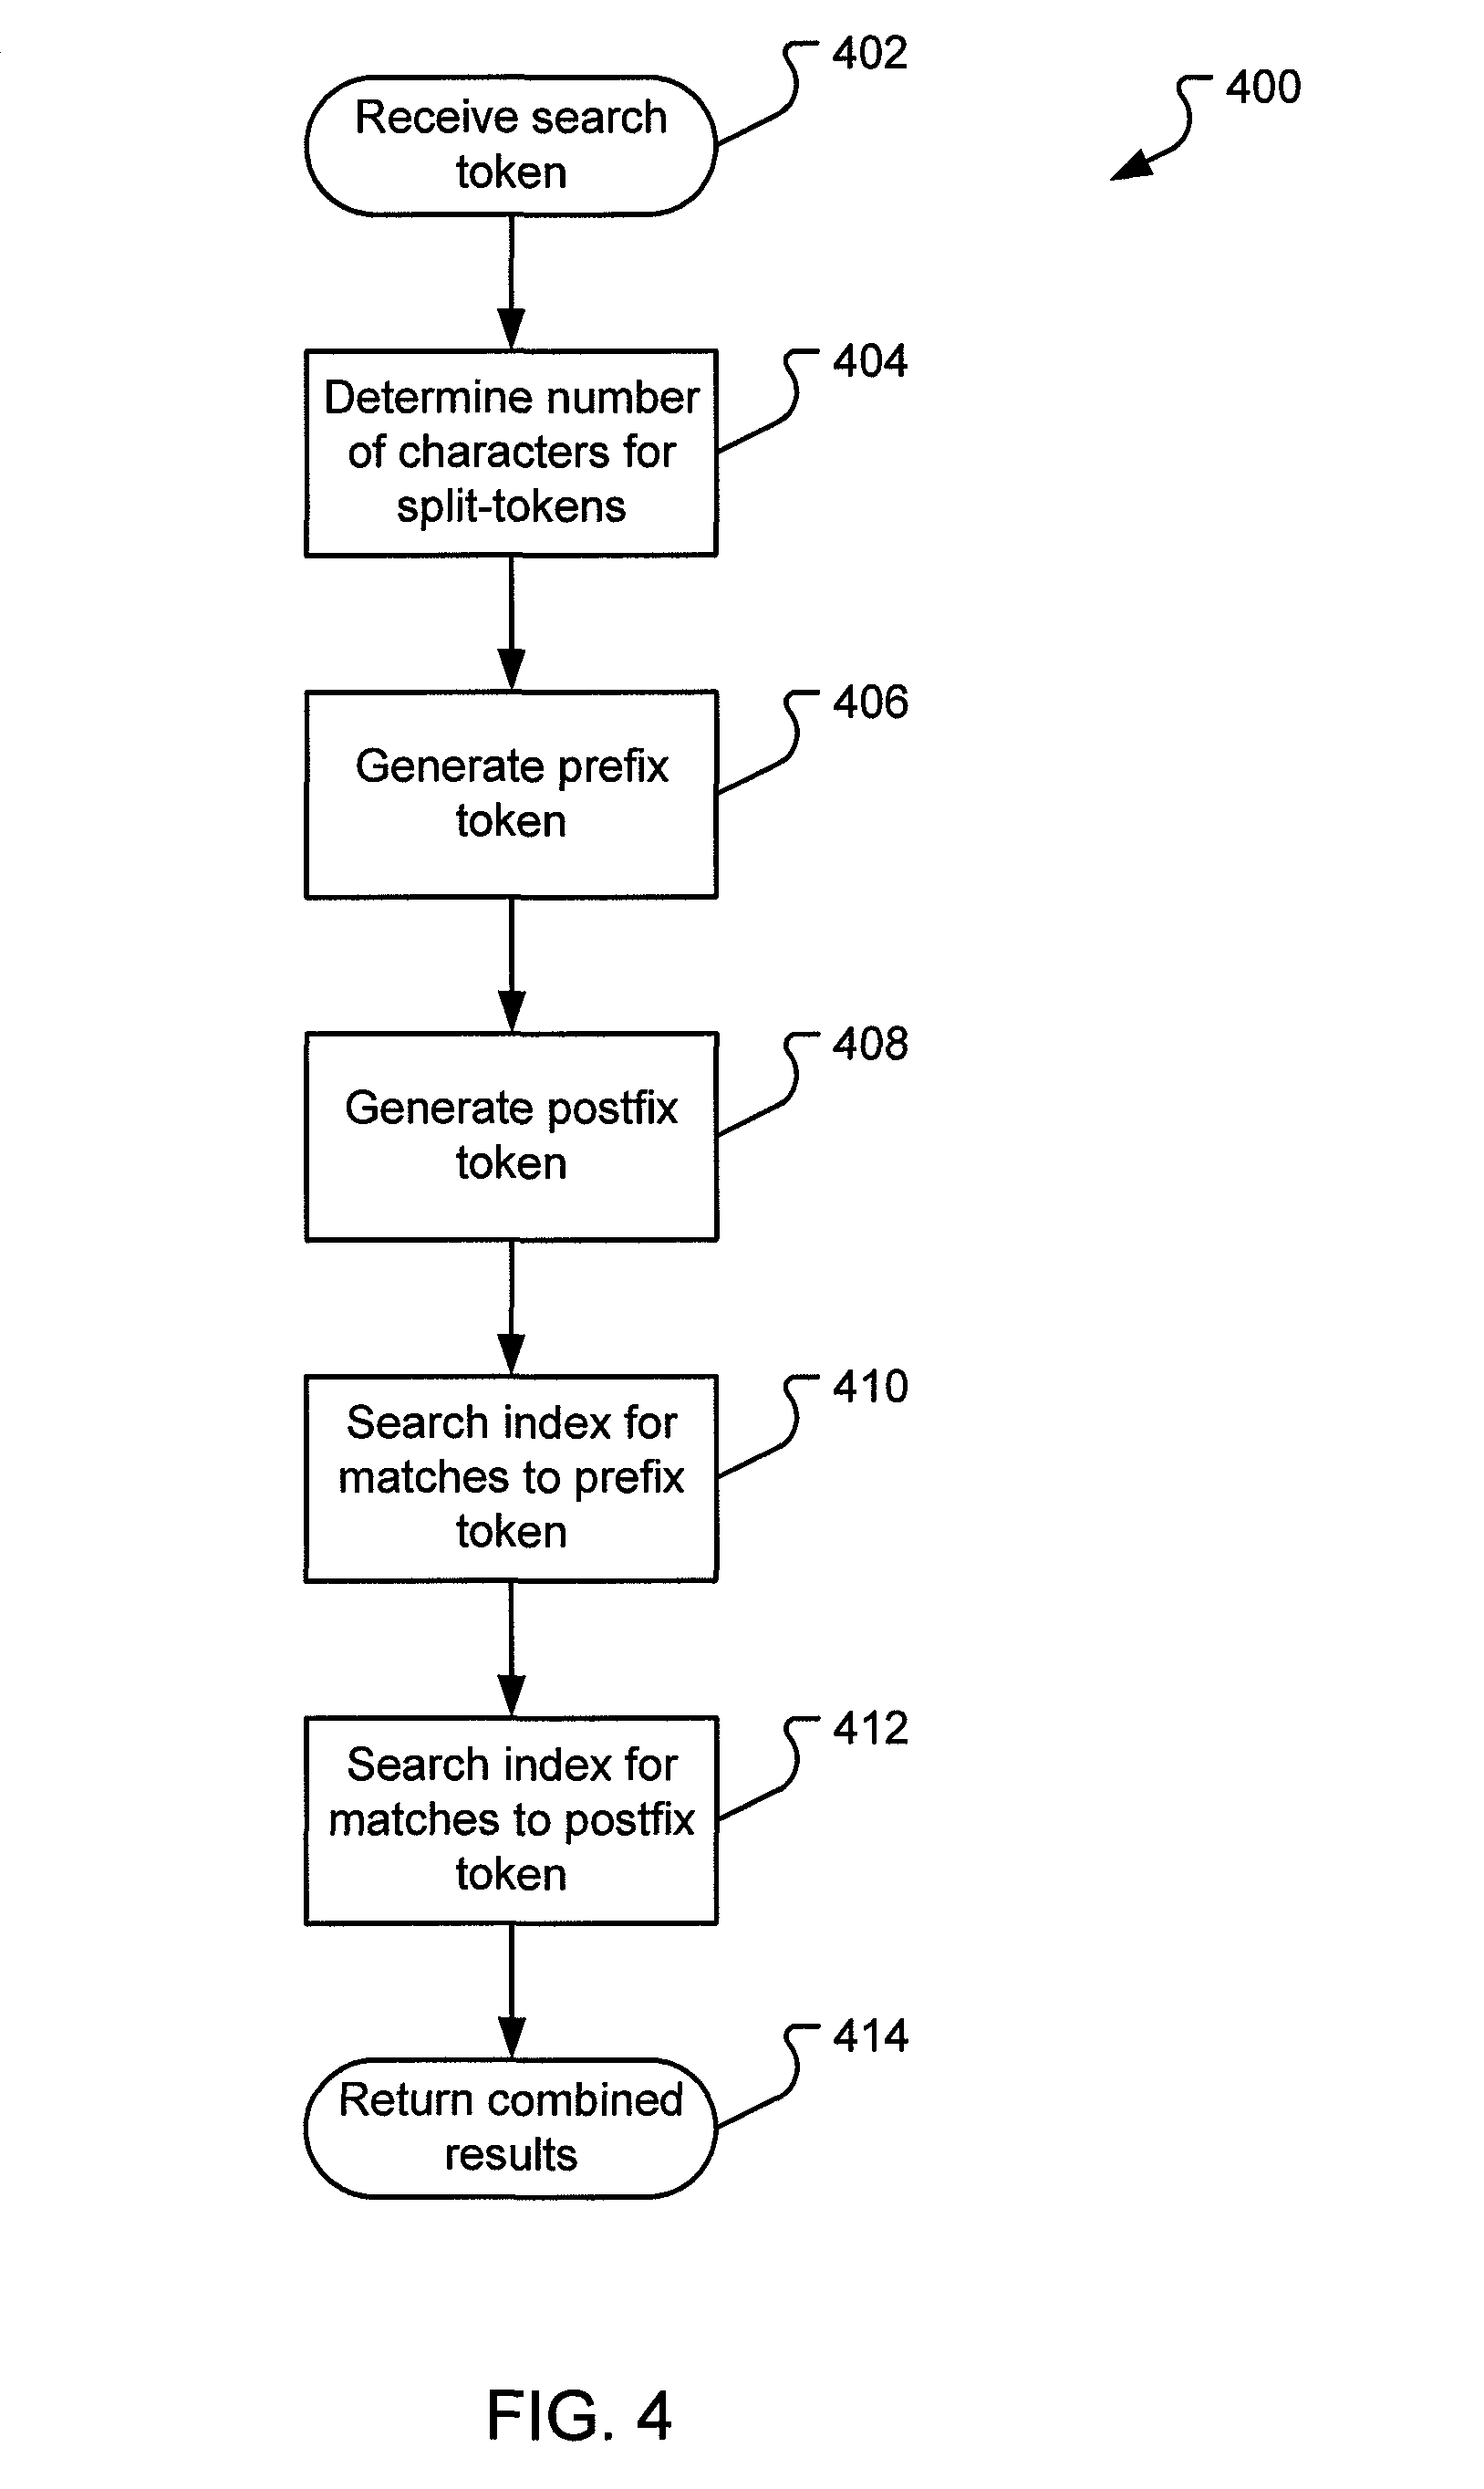 402
400
Receive search
token
404
Determine number
of characters for
split-tokens
406
Generate prefix
token
408
Generate postfix
token
410
Search index for
matches to prefix
token
412
Search index for
matches to postfix
token
414
Return combined
results
FIG. 4